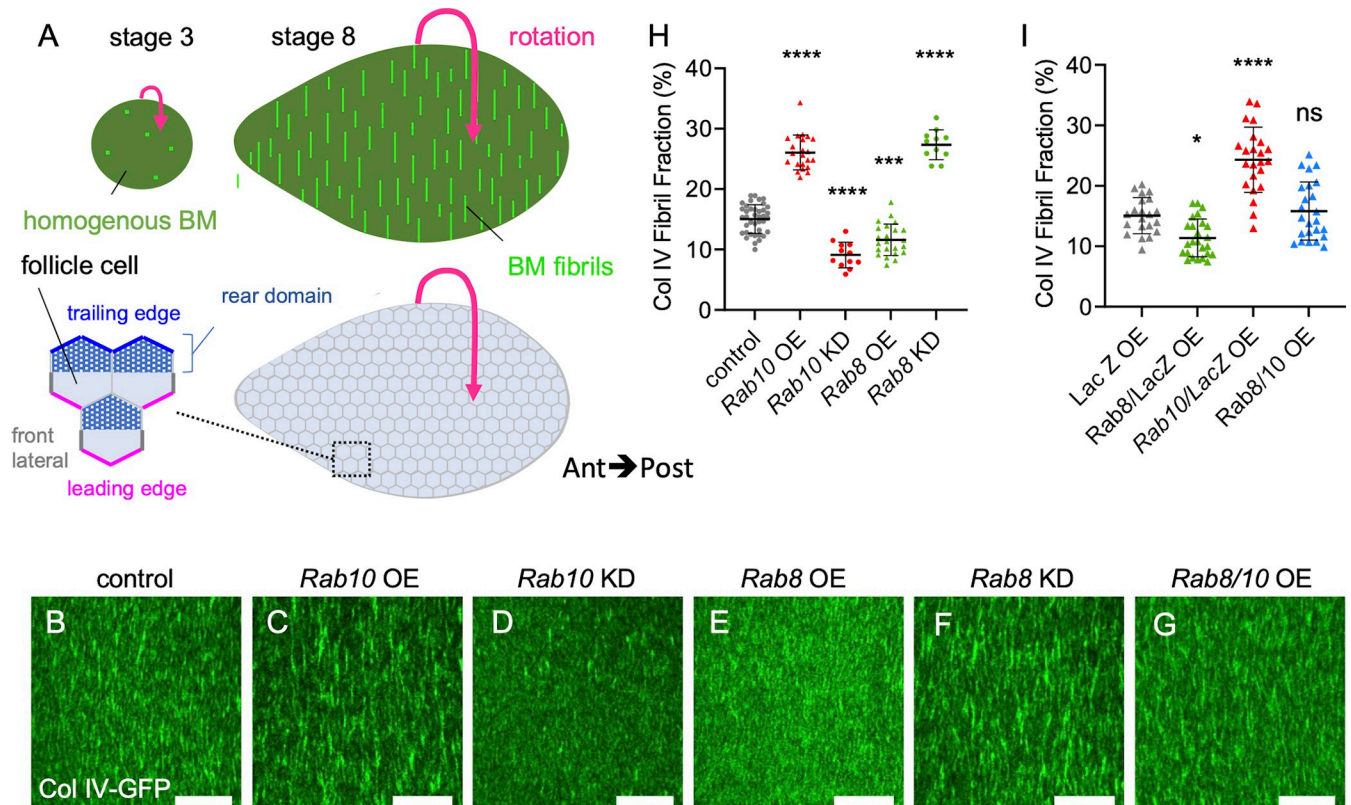 A
stage 3
stage 8
rotation
homogenous BM
follicle cell
BM fibrils
trailing edge
rear domain
front
lateral
leading edge
Ant➔Post
H
Col IV Fibril Fraction (%)
40
30
20
10
0
****
****
***
****
control
Rab10 OE
Rab10 KD
Rab8 OE
Rab8 KD
I
Col IV Fibril Fraction (%)
40
30
20
10
0
*
****
ns
Lac Z OE
Rab8/LacZ OE
Rab10/LacZ OE
Rab8/10 OE
control
Rab10 OE
Rab10 KD
Rab8 OE
Rab8 KD
Rab8/10 OE
B
C
D
E
F
G
Col IV-GFP